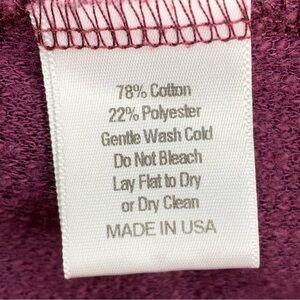 78% Cotton
22% Polyester
Gentle Wash Cold
Do Not Bleach
Lay Flat to Dry
or Dry Clean
MADE IN USA